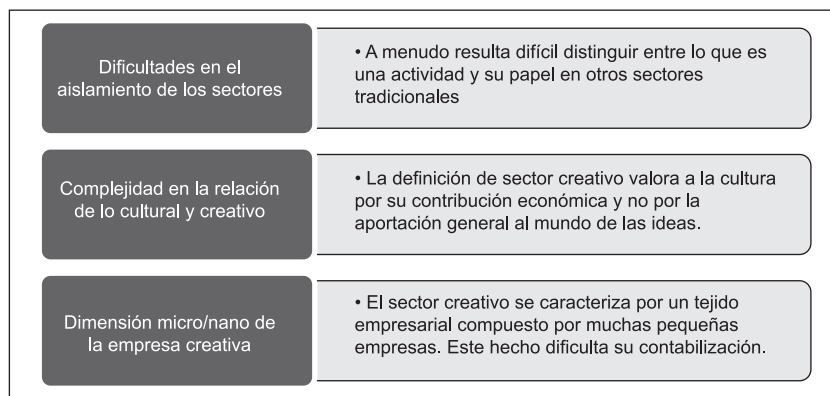 Dificultades en el
aislamiento de los sectores
• A menudo resulta difícil distinguir entre lo que es
una actividad y su papel en otros sectores
tradicionales
Complejidad en la relación
de lo cultural y creativo
• La definición de sector creativo valora a la cultura
por su contribución económica y no por la
aportación general al mundo de las ideas.
Dimensión micro/nano de
la empresa creativa
• El sector creativo se caracteriza por un tejido
empresarial compuesto por muchas pequeñas
empresas. Este hecho dificulta su contabilización.